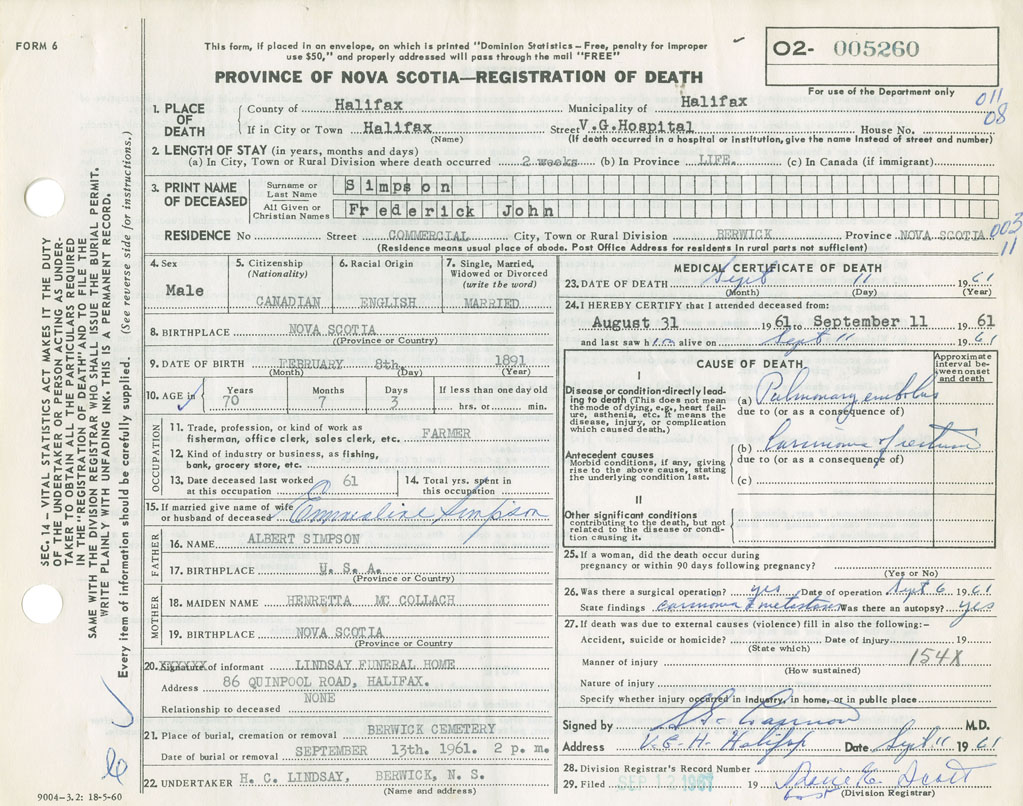 FORM 6
This form, if placed in an envelope, on which is printed "Dominion Statistics – Free, penalty for improper
use $50," and properly addressed will pass through the mail "FREE"
O2- 005260
For use of the Department only
011
08
PROVINCE OF NOVA SCOTIA—REGISTRATION OF DEATH
1. PLACE OF DEATH
County of Halifax Municipality of Halifax
If in City or Town Halifax Street V.G.Hospital House No.
(Name) (If death occurred in a hospital or institution, give the name instead of street and number)
2. LENGTH OF STAY (in years, months and days)
(a) In City, Town or Rural Division where death occurred 2 weeks (b) In Province LIFE. (c) In Canada (if immigrant)
3. PRINT NAME OF DECEASED
Surname or Last Name Simpson
All Given or Christian Names Frederick John
RESIDENCE No Street COMMERCIAL City, Town or Rural Division BERWICK Province NOVA SCOTIA
003
11
(Residence means usual place of abode. Post Office Address for residents in rural parts not sufficient)
4. Sex Male
5. Citizenship (Nationality) CANADIAN
6. Racial Origin ENGLISH
7. Single, Married, Widowed or Divorced (write the word) MARRIED
8. BIRTHPLACE NOVA SCOTIA
(Province or Country)
9. DATE OF BIRTH FEBRUARY 8th. 1891
(Month) (Day) (Year)
10. AGE in Years 70 Months 7 Days 3 If less than one day old
hrs. or min.
OCCUPATION
11. Trade, profession, or kind of work as
fisherman, office clerk, sales clerk, etc. FARMER
12. Kind of industry or business, as fishing,
bank, grocery store, etc.
13. Date deceased last worked at this occupation 61
14. Total yrs. spent in this occupation
15. If married give name of wife
or husband of deceased Emmeline Simpson
FATHER
16. NAME ALBERT SIMPSON
17. BIRTHPLACE U.S.A.
(Province or Country)
MOTHER
18. MAIDEN NAME HENRETTA MC COLLACH
19. BIRTHPLACE NOVA SCOTIA
(Province or Country)
20. Signature of informant LINDSAY FUNERAL HOME
Address 86 QUINPOOL ROAD, HALIFAX.
Relationship to deceased NONE
21. Place of burial, cremation or removal BERWICK CEMETERY
Date of burial or removal SEPTEMBER 13th. 1961. 2 p. m.
22. UNDERTAKER H. C. LINDSAY, BERWICK, N. S.
(Name and address)
MEDICAL CERTIFICATE OF DEATH
23. DATE OF DEATH Sept 11 1961
(Month) (Day) (Year)
24. I HEREBY CERTIFY that I attended deceased from:
August 31 1961 to September 11 1961
and last saw him alive on Sept 11 1961
CAUSE OF DEATH
Approximate interval between onset and death
I
Disease or condition directly leading to death (This does not mean the mode of dying, e.g., heart failure, asthenia, etc. It means the disease, injury, or complication which caused death.)
(a) Pulmonary embolus
due to (or as a consequence of)
Antecedent causes
Morbid conditions, if any, giving rise to the above cause, stating the underlying condition last.
(b) Carcinoma of rectum
due to (or as a consequence of)
(c)
II
Other significant conditions
contributing to the death, but not related to the disease or condition causing it.
25. If a woman, did the death occur during
pregnancy or within 90 days following pregnancy?
(Yes or No)
26. Was there a surgical operation? yes Date of operation Sept 6 1961
State findings carcinoma & metastases Was there an autopsy? yes
27. If death was due to external causes (violence) fill in also the following:–
Accident, suicide or homicide? Date of injury 19
(State which)
Manner of injury 154X
(How sustained)
Nature of injury
Specify whether injury occurred in industry, in home, or in public place
Signed by M.D.
Address V.G.H. Halifax Date Sept 11 1961
28. Division Registrar's Record Number
29. Filed SEP 12 1961 19 Scott
(Division Registrar)
SEC. 14 – VITAL STATISTICS ACT MAKES IT THE DUTY
OF THE UNDERTAKER OR PERSON ACTING AS UNDER-
TAKER TO OBTAIN ALL THE PARTICULARS REQUIRED
IN THE "REGISTRATION OF DEATH" AND TO FILE THE
SAME WITH THE DIVISION REGISTRAR WHO SHALL ISSUE THE BURIAL PERMIT.
WRITE PLAINLY WITH UNFADING INK. THIS IS A PERMANENT RECORD.
Every item of information should be carefully supplied. (See reverse side for instructions.)
9004-3.2: 18-5-60